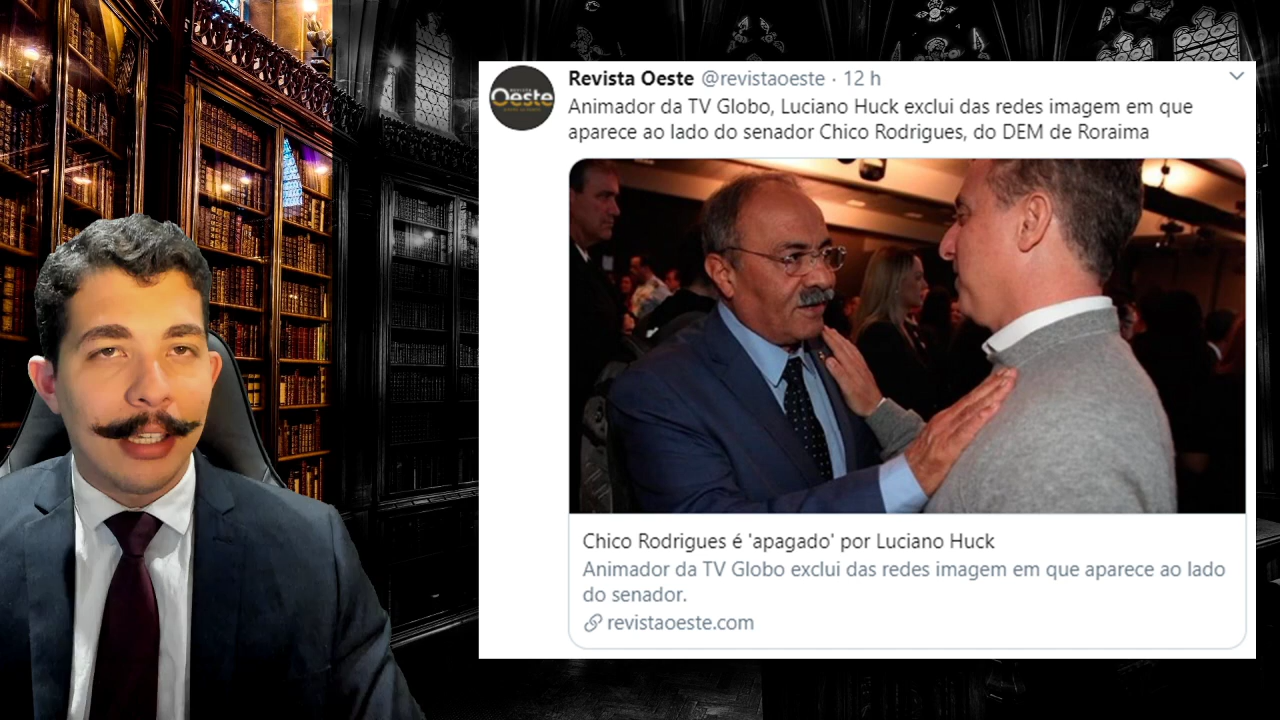 Revista Oeste @revistaoeste · 12 h
Animador da TV Globo, Luciano Huck exclui das redes imagem em que
aparece ao lado do senador Chico Rodrigues, do DEM de Roraima
Oeste
Chico Rodrigues é 'apagado' por Luciano Huck
Animador da TV Globo exclui das redes imagem em que aparece ao lado
do senador.
revistaoeste.com